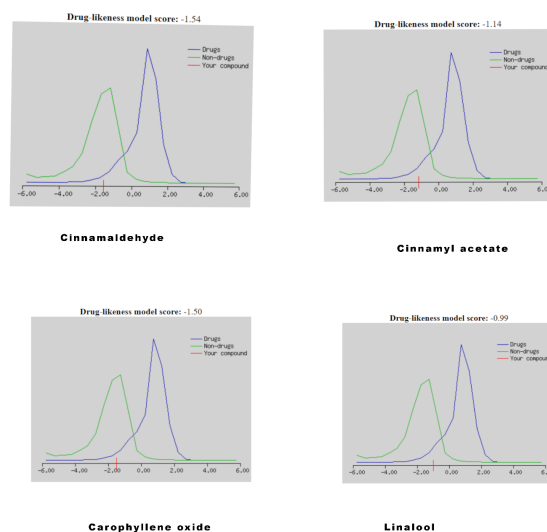 Drug-likeness model score: -1.54
Drugs
Non-drugs
Your compound
-6,00 -4,00 -2,00 0,00 2,00 4,00 6,00
Cinnamaldehyde
Drug-likeness model score: -1.14
Drugs
Non-drugs
Your compound
-6,00 -4,00 -2,00 0,00 2,00 4,00 6,00
Cinnamyl acetate
Drug-likeness model score: -1.50
Drugs
Non-drugs
Your compound
-6,00 -4,00 -2,00 0,00 2,00 4,00 6,00
Carophyllene oxide
Drug-likeness model score: -0.99
Drugs
Non-drugs
Your compound
-6,00 -4,00 -2,00 0,00 2,00 4,00 6,00
Linalool